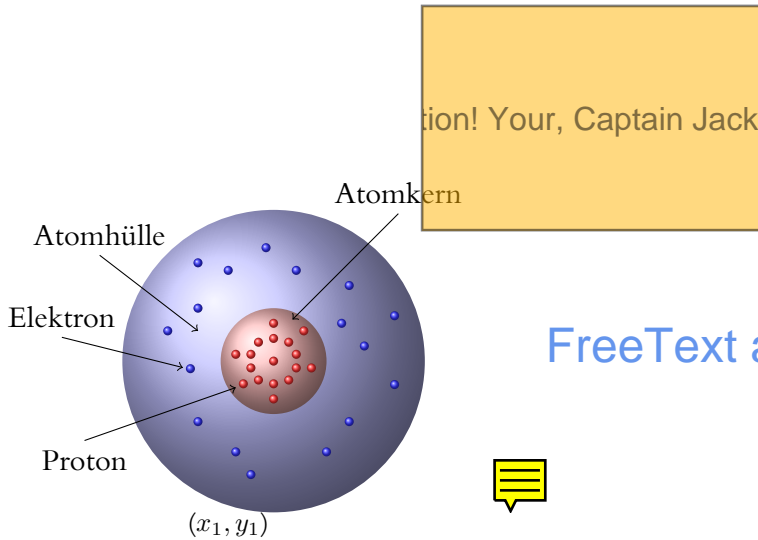 tion! Your, Captain Jack
Atomkern
Atomhülle
Elektron
FreeText a
Proton
(x₁, y₁)